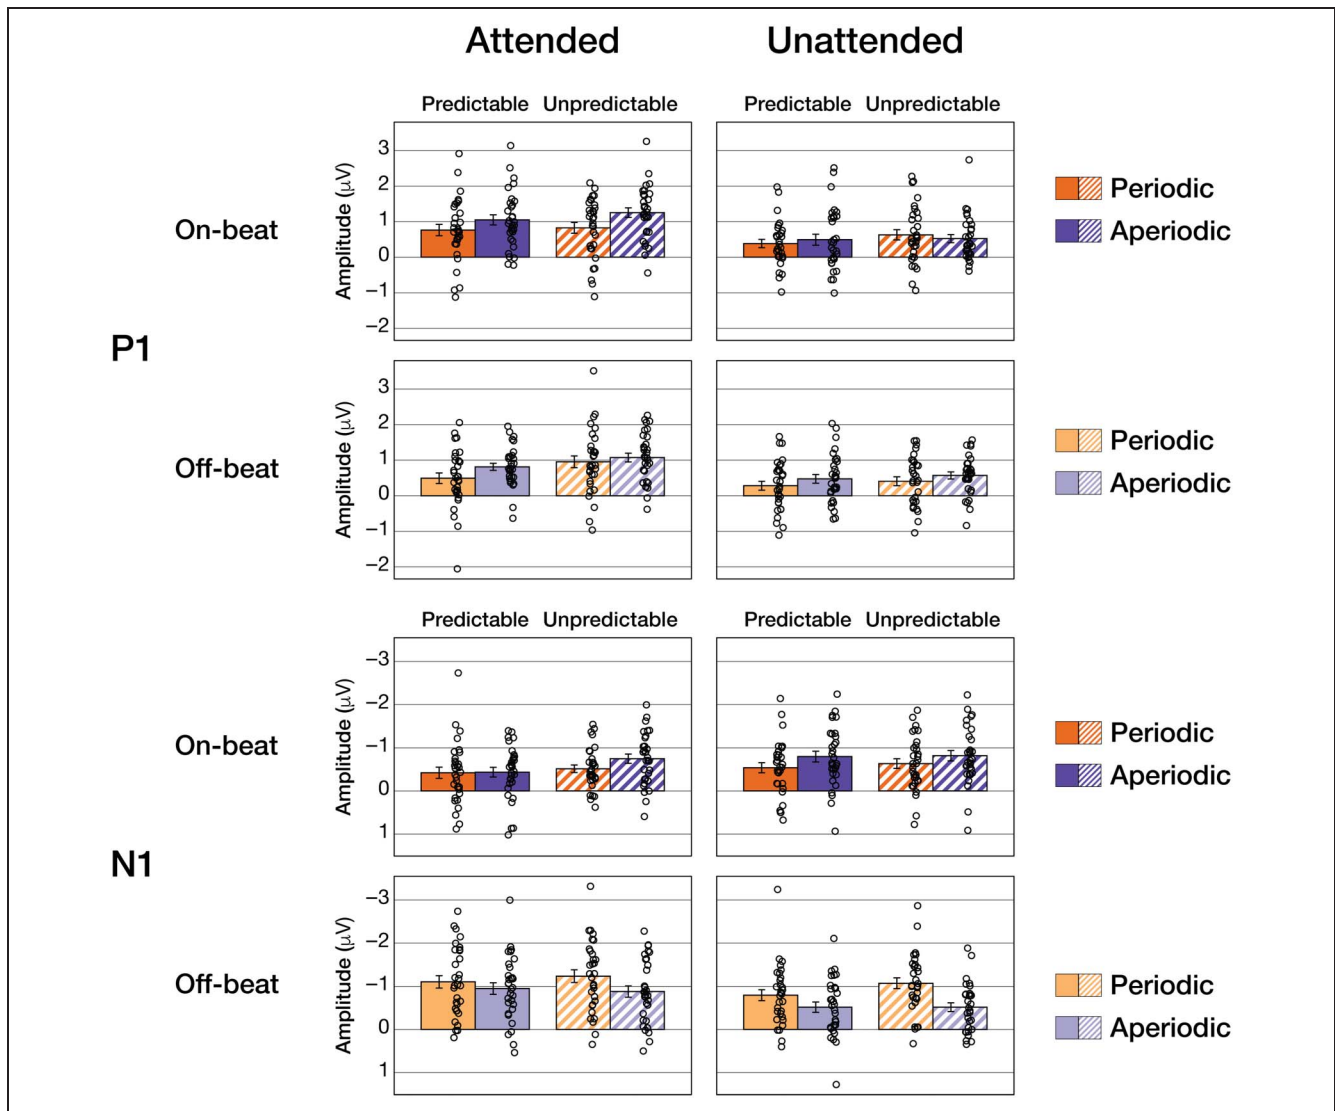 Attended Unattended
Predictable Unpredictable Predictable Unpredictable
P1
On-beat
Amplitude (μV)
3
2
1
0
−1
−2
Periodic
Aperiodic
Off-beat
Amplitude (μV)
3
2
1
0
−1
−2
Periodic
Aperiodic
Predictable Unpredictable Predictable Unpredictable
N1
On-beat
Amplitude (μV)
−3
−2
−1
0
1
Periodic
Aperiodic
Off-beat
Amplitude (μV)
−3
−2
−1
0
1
Periodic
Aperiodic